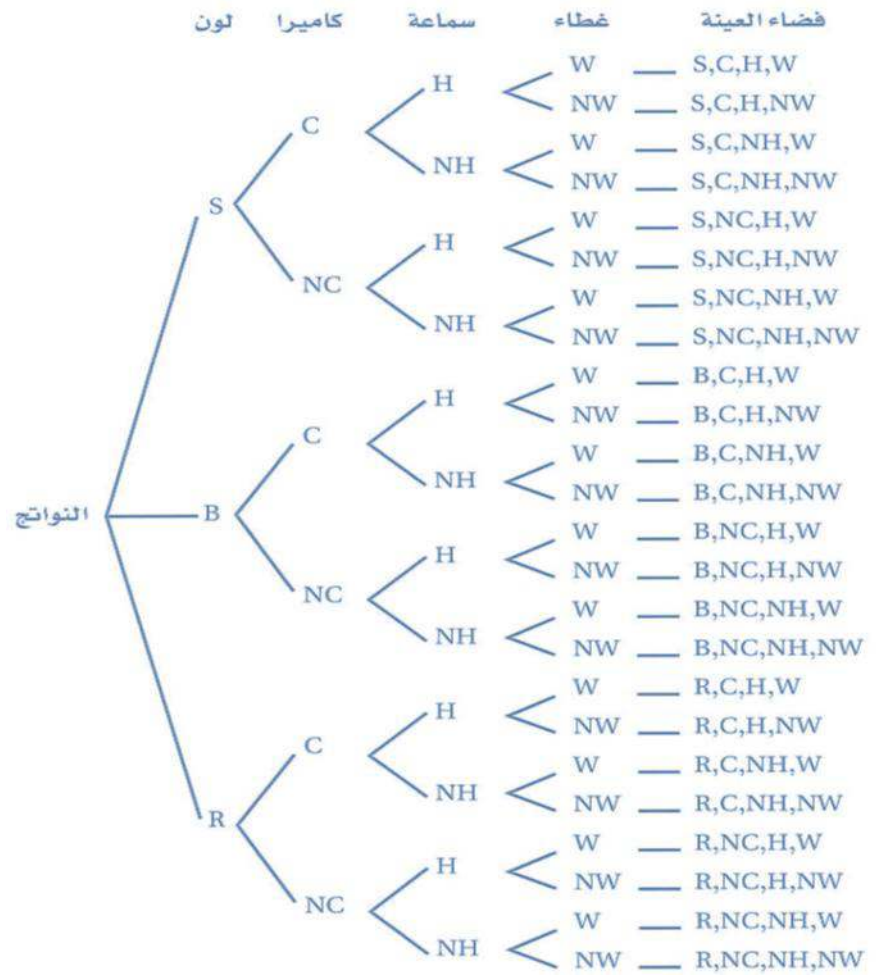 لون كاميرا سماعة غطاء فضاء العينة
W S,C,H,W
H
NW S,C,H,NW
C
W S,C,NH,W
NH
NW S,C,NH,NW
S
W S,NC,H,W
H
NW S,NC,H,NW
NC
W S,NC,NH,W
NH
NW S,NC,NH,NW
W B,C,H,W
H
NW B,C,H,NW
C
W B,C,NH,W
NH
NW B,C,NH,NW
النواتج B
W B,NC,H,W
H
NW B,NC,H,NW
NC
W B,NC,NH,W
NH
NW B,NC,NH,NW
W R,C,H,W
H
NW R,C,H,NW
C
W R,C,NH,W
NH
NW R,C,NH,NW
R
W R,NC,H,W
H
NW R,NC,H,NW
NC
W R,NC,NH,W
NH
NW R,NC,NH,NW